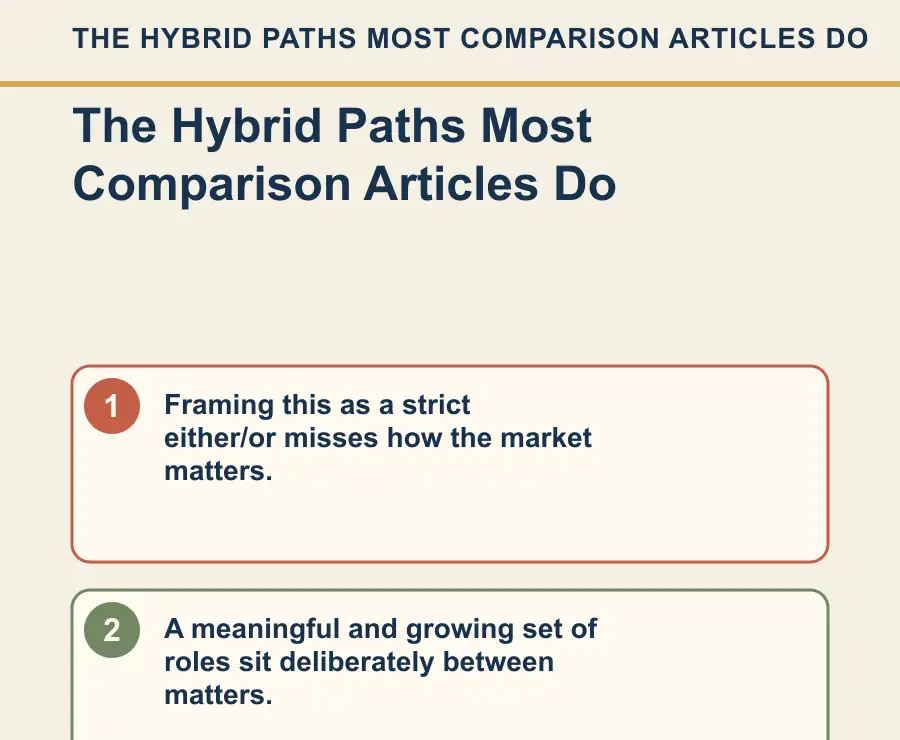 THE HYBRID PATHS MOST COMPARISON ARTICLES DO
The Hybrid Paths Most
Comparison Articles Do
1
Framing this as a strict
either/or misses how the market
matters.
2
A meaningful and growing set of
roles sit deliberately between
matters.